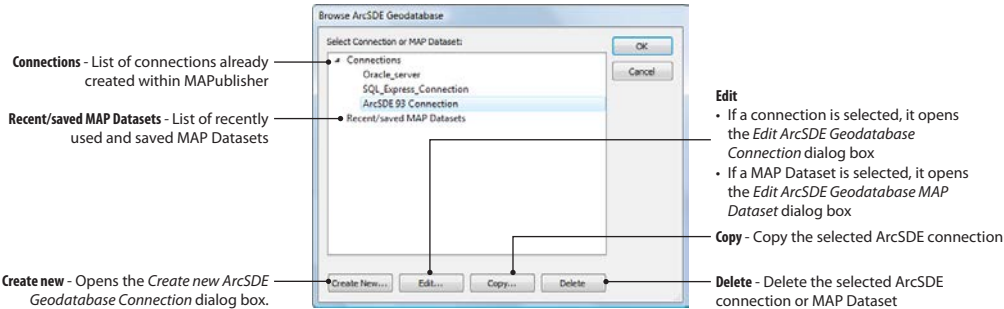 Browse ArcSDE Geodatabase
Select Connection or MAP Dataset:
Connections
Oracle_server
SQL_Express_Connection
ArcSDE 93 Connection
Recent/saved MAP Datasets
OK
Cancel
Create New...
Edit...
Copy...
Delete
Connections - List of connections already
created within MAPublisher
Recent/saved MAP Datasets - List of recently
used and saved MAP Datasets
Create new - Opens the Create new ArcSDE
Geodatabase Connection dialog box.
Edit
• If a connection is selected, it opens
the Edit ArcSDE Geodatabase
Connection dialog box
• If a MAP Dataset is selected, it opens
the Edit ArcSDE Geodatabase MAP
Dataset dialog box
Copy - Copy the selected ArcSDE connection
Delete - Delete the selected ArcSDE
connection or MAP Dataset